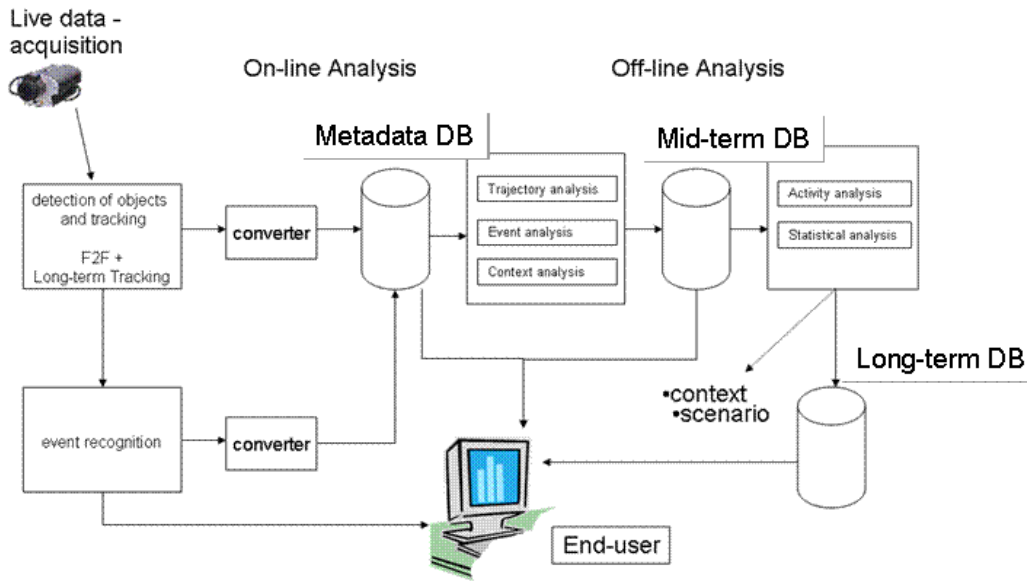 Live data -
acquisition
On-line Analysis
Off-line Analysis
Metadata DB
Mid-term DB
detection of objects
and tracking
F2F +
Long-term Tracking
converter
Trajectory analysis
Event analysis
Context analysis
Activity analysis
Statistical analysis
Long-term DB
•context
•scenario
event recognition
converter
End-user